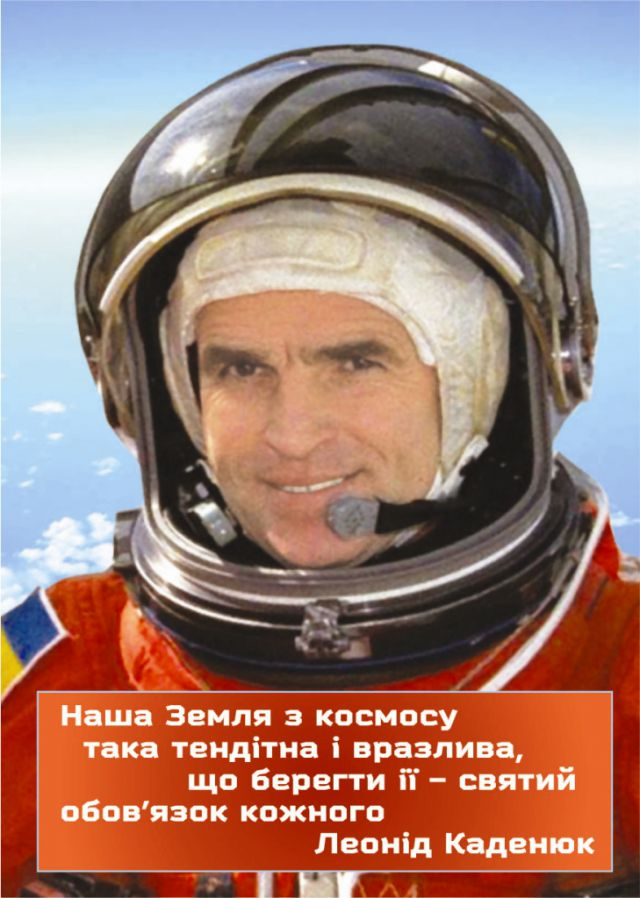 Наша Земля з космосу
така тендітна і вразлива,
що берегти її – святий
обов’язок кожного
Леонід Каденюк